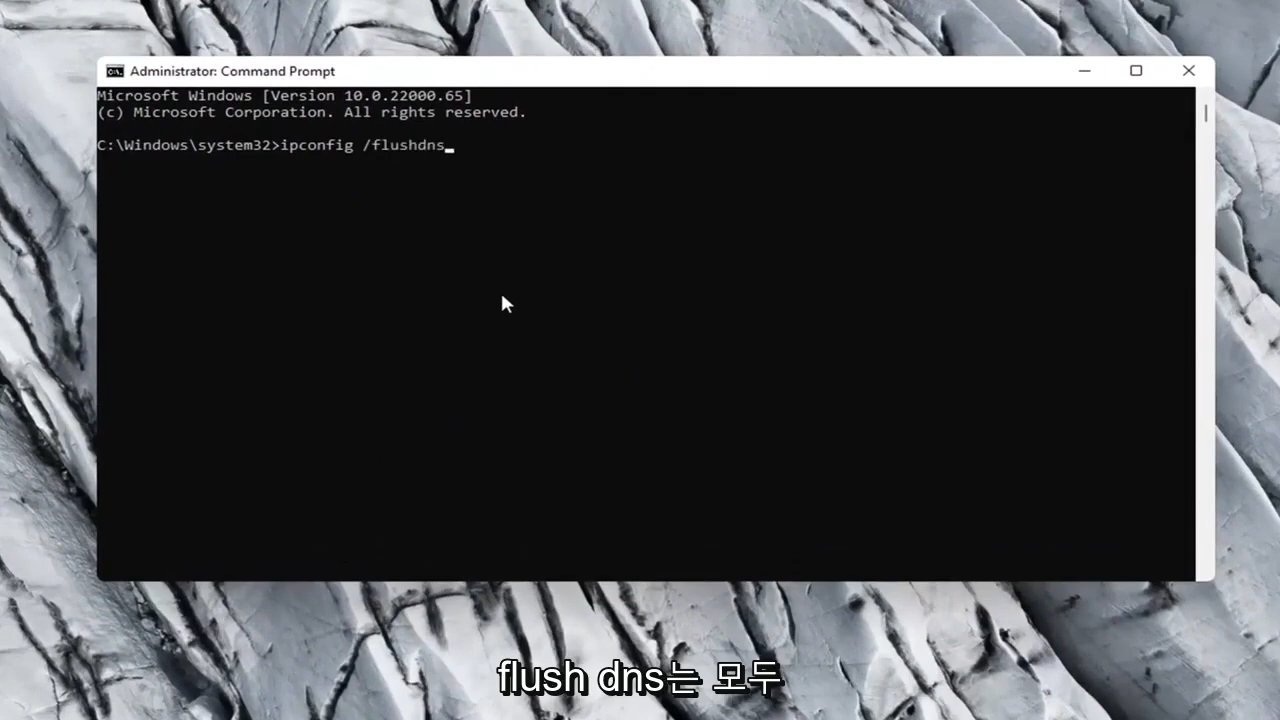 Administrator: Command Prompt
Microsoft Windows [Version 10.0.22000.65]
(c) Microsoft Corporation. All rights reserved.
C:\Windows\system32>ipconfig /flushdns
flush dns는 모두